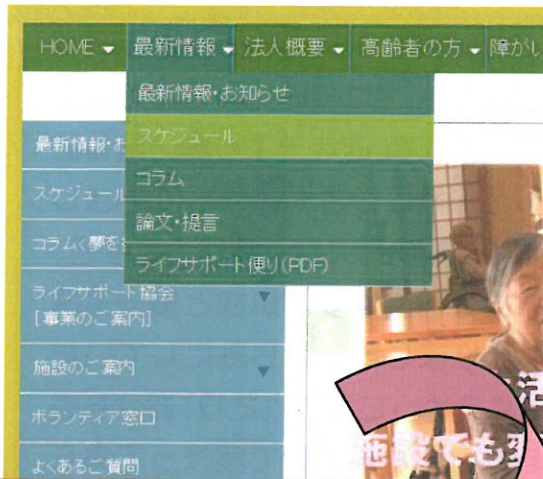 HOME 最新情報 法人概要 高齢者の方 障がい
最新情報・お知らせ
スケジュール
コラム
論文・提言
ライフサポート便り(PDF)
最新情報・お
スケジュール
コラム<夢を
ライフサポート協会
[事業のご案内]
施設のご案内
ボランティア窓口
よくあるご質問
活
施設でも